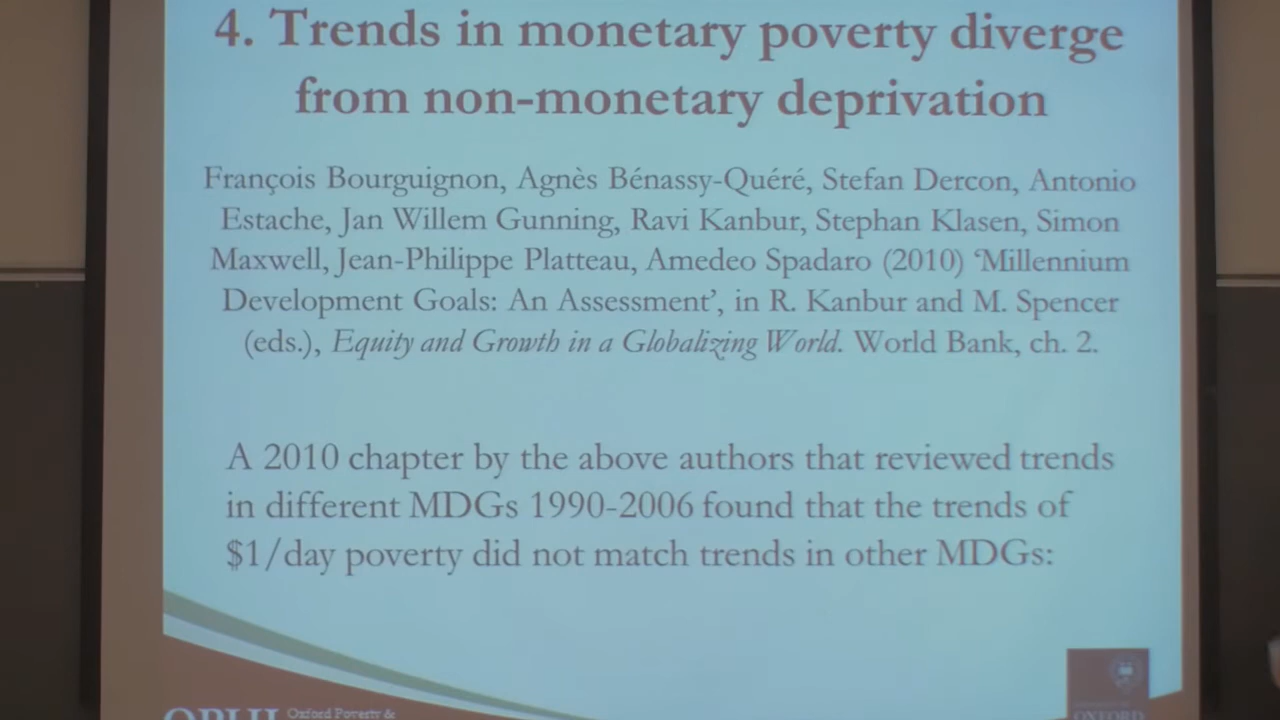 4. Trends in monetary poverty diverge
from non-monetary deprivation
François Bourguignon, Agnès Bénassy-Quéré, Stefan Dercon, Antonio
Estache, Jan Willem Gunning, Ravi Kanbur, Stephan Klasen, Simon
Maxwell, Jean-Philippe Platteau, Amedeo Spadaro (2010) ‘Millennium
Development Goals: An Assessment’, in R. Kanbur and M. Spencer
(eds.), Equity and Growth in a Globalizing World. World Bank, ch. 2.
A 2010 chapter by the above authors that reviewed trends
in different MDGs 1990-2006 found that the trends of
$1/day poverty did not match trends in other MDGs:
OPHI Oxford Poverty &
OXFORD